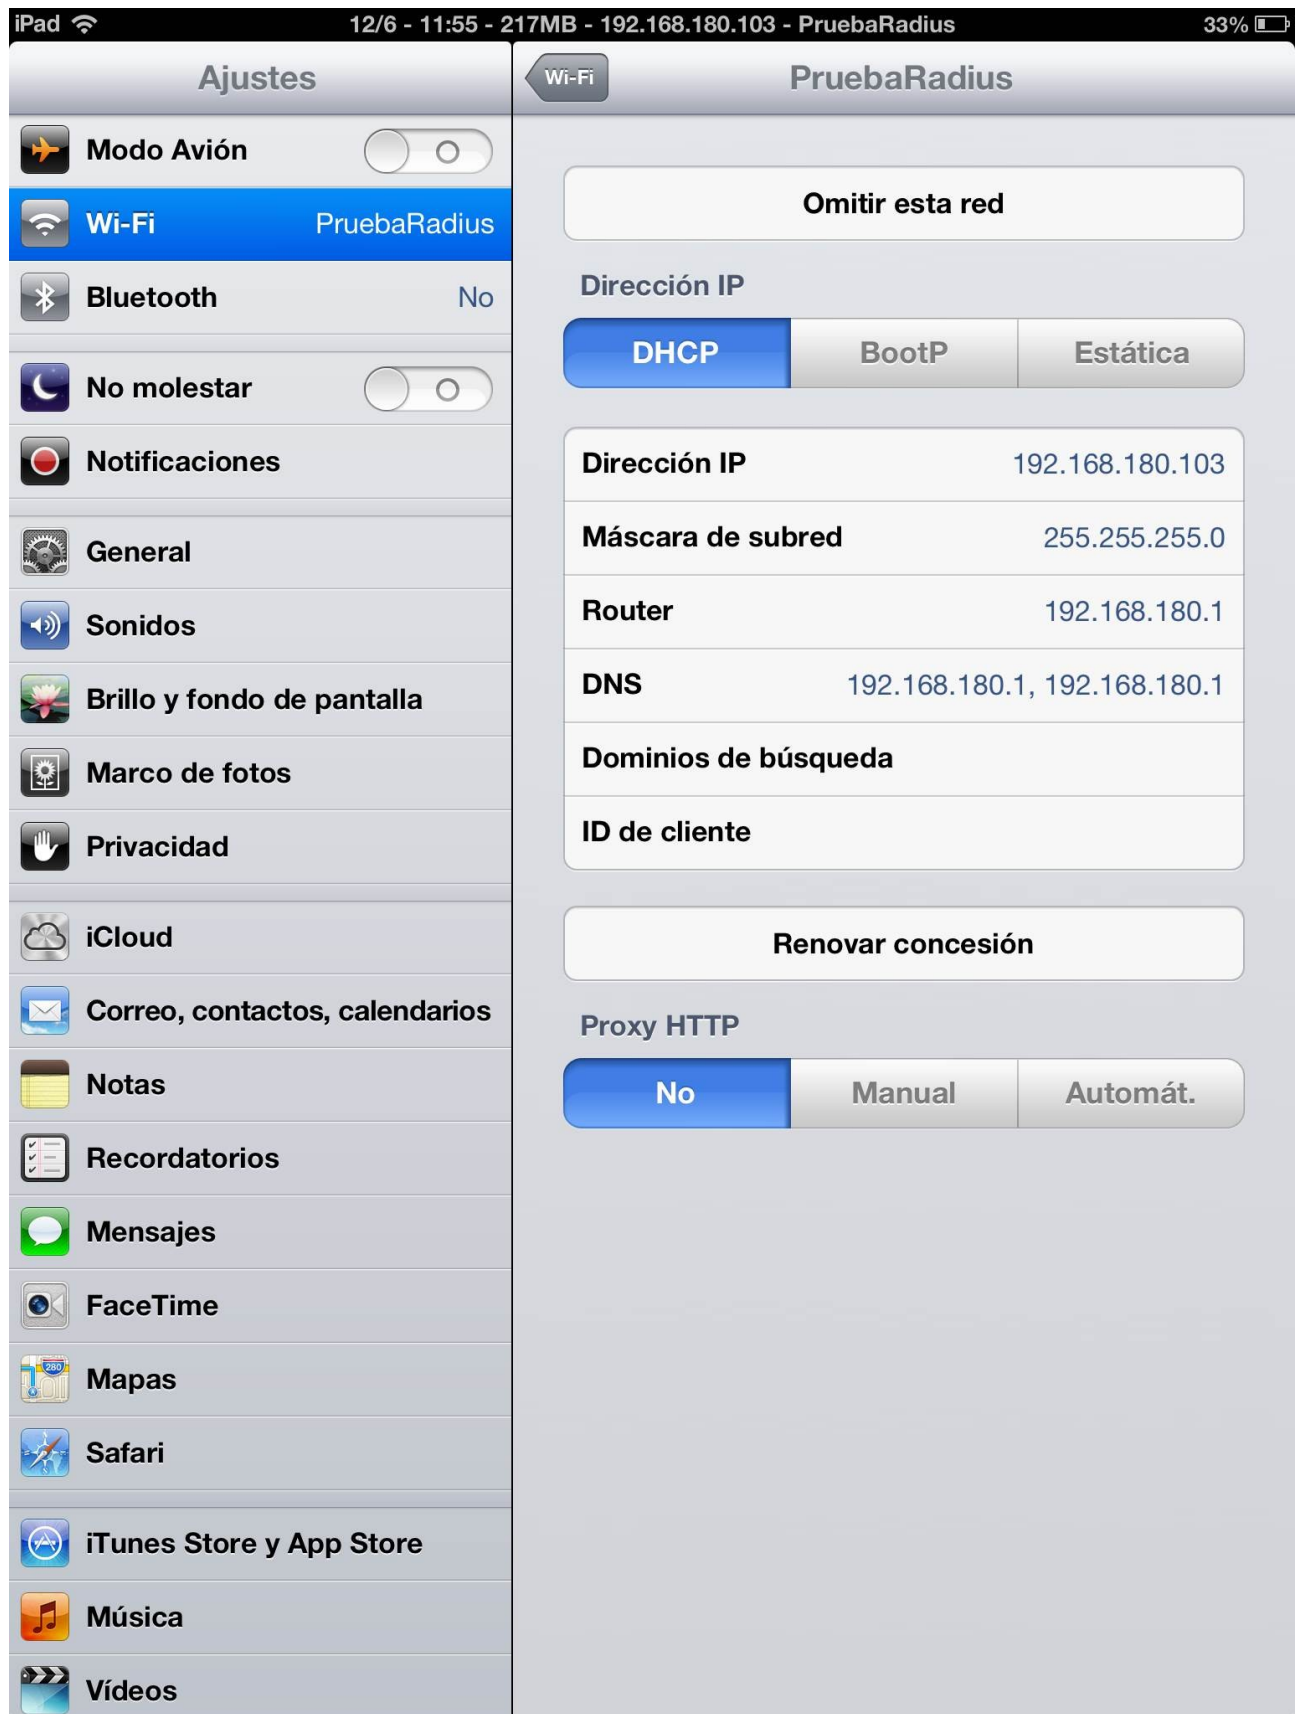 iPad 12/6 - 11:55 - 217MB - 192.168.180.103 - PruebaRadius 33%
Ajustes
Modo Avión
Wi-Fi PruebaRadius
Bluetooth No
No molestar
Notificaciones
General
Sonidos
Brillo y fondo de pantalla
Marco de fotos
Privacidad
iCloud
Correo, contactos, calendarios
Notas
Recordatorios
Mensajes
FaceTime
280
Mapas
Safari
iTunes Store y App Store
Música
Vídeos
Wi-Fi PruebaRadius
Omitir esta red
Dirección IP
DHCP BootP Estática
Dirección IP 192.168.180.103
Máscara de subred 255.255.255.0
Router 192.168.180.1
DNS 192.168.180.1, 192.168.180.1
Dominios de búsqueda
ID de cliente
Renovar concesión
Proxy HTTP
No Manual Automát.